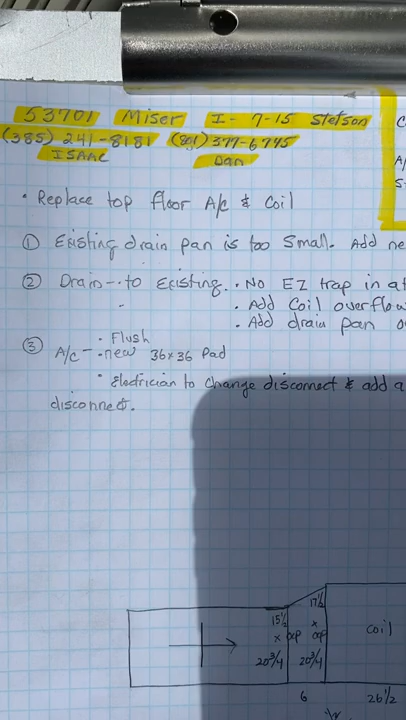 53701 Miser I- 7-15 Stetson
(385) 241-8181 (801) 377-6745
ISAAC Dan
• Replace top floor A/C & Coil
① Existing drain pan is too small. Add ne
② Drain--to Existing. • No EZ trap in at
• Add Coil overflow
• Add drain pan o
• Flush
③ A/C - • new 36x36 Pad
• Electrician to change disconnect & add a
disconnect.
17½
15½ x
x op
20¾ 20¾
coil
6 26½